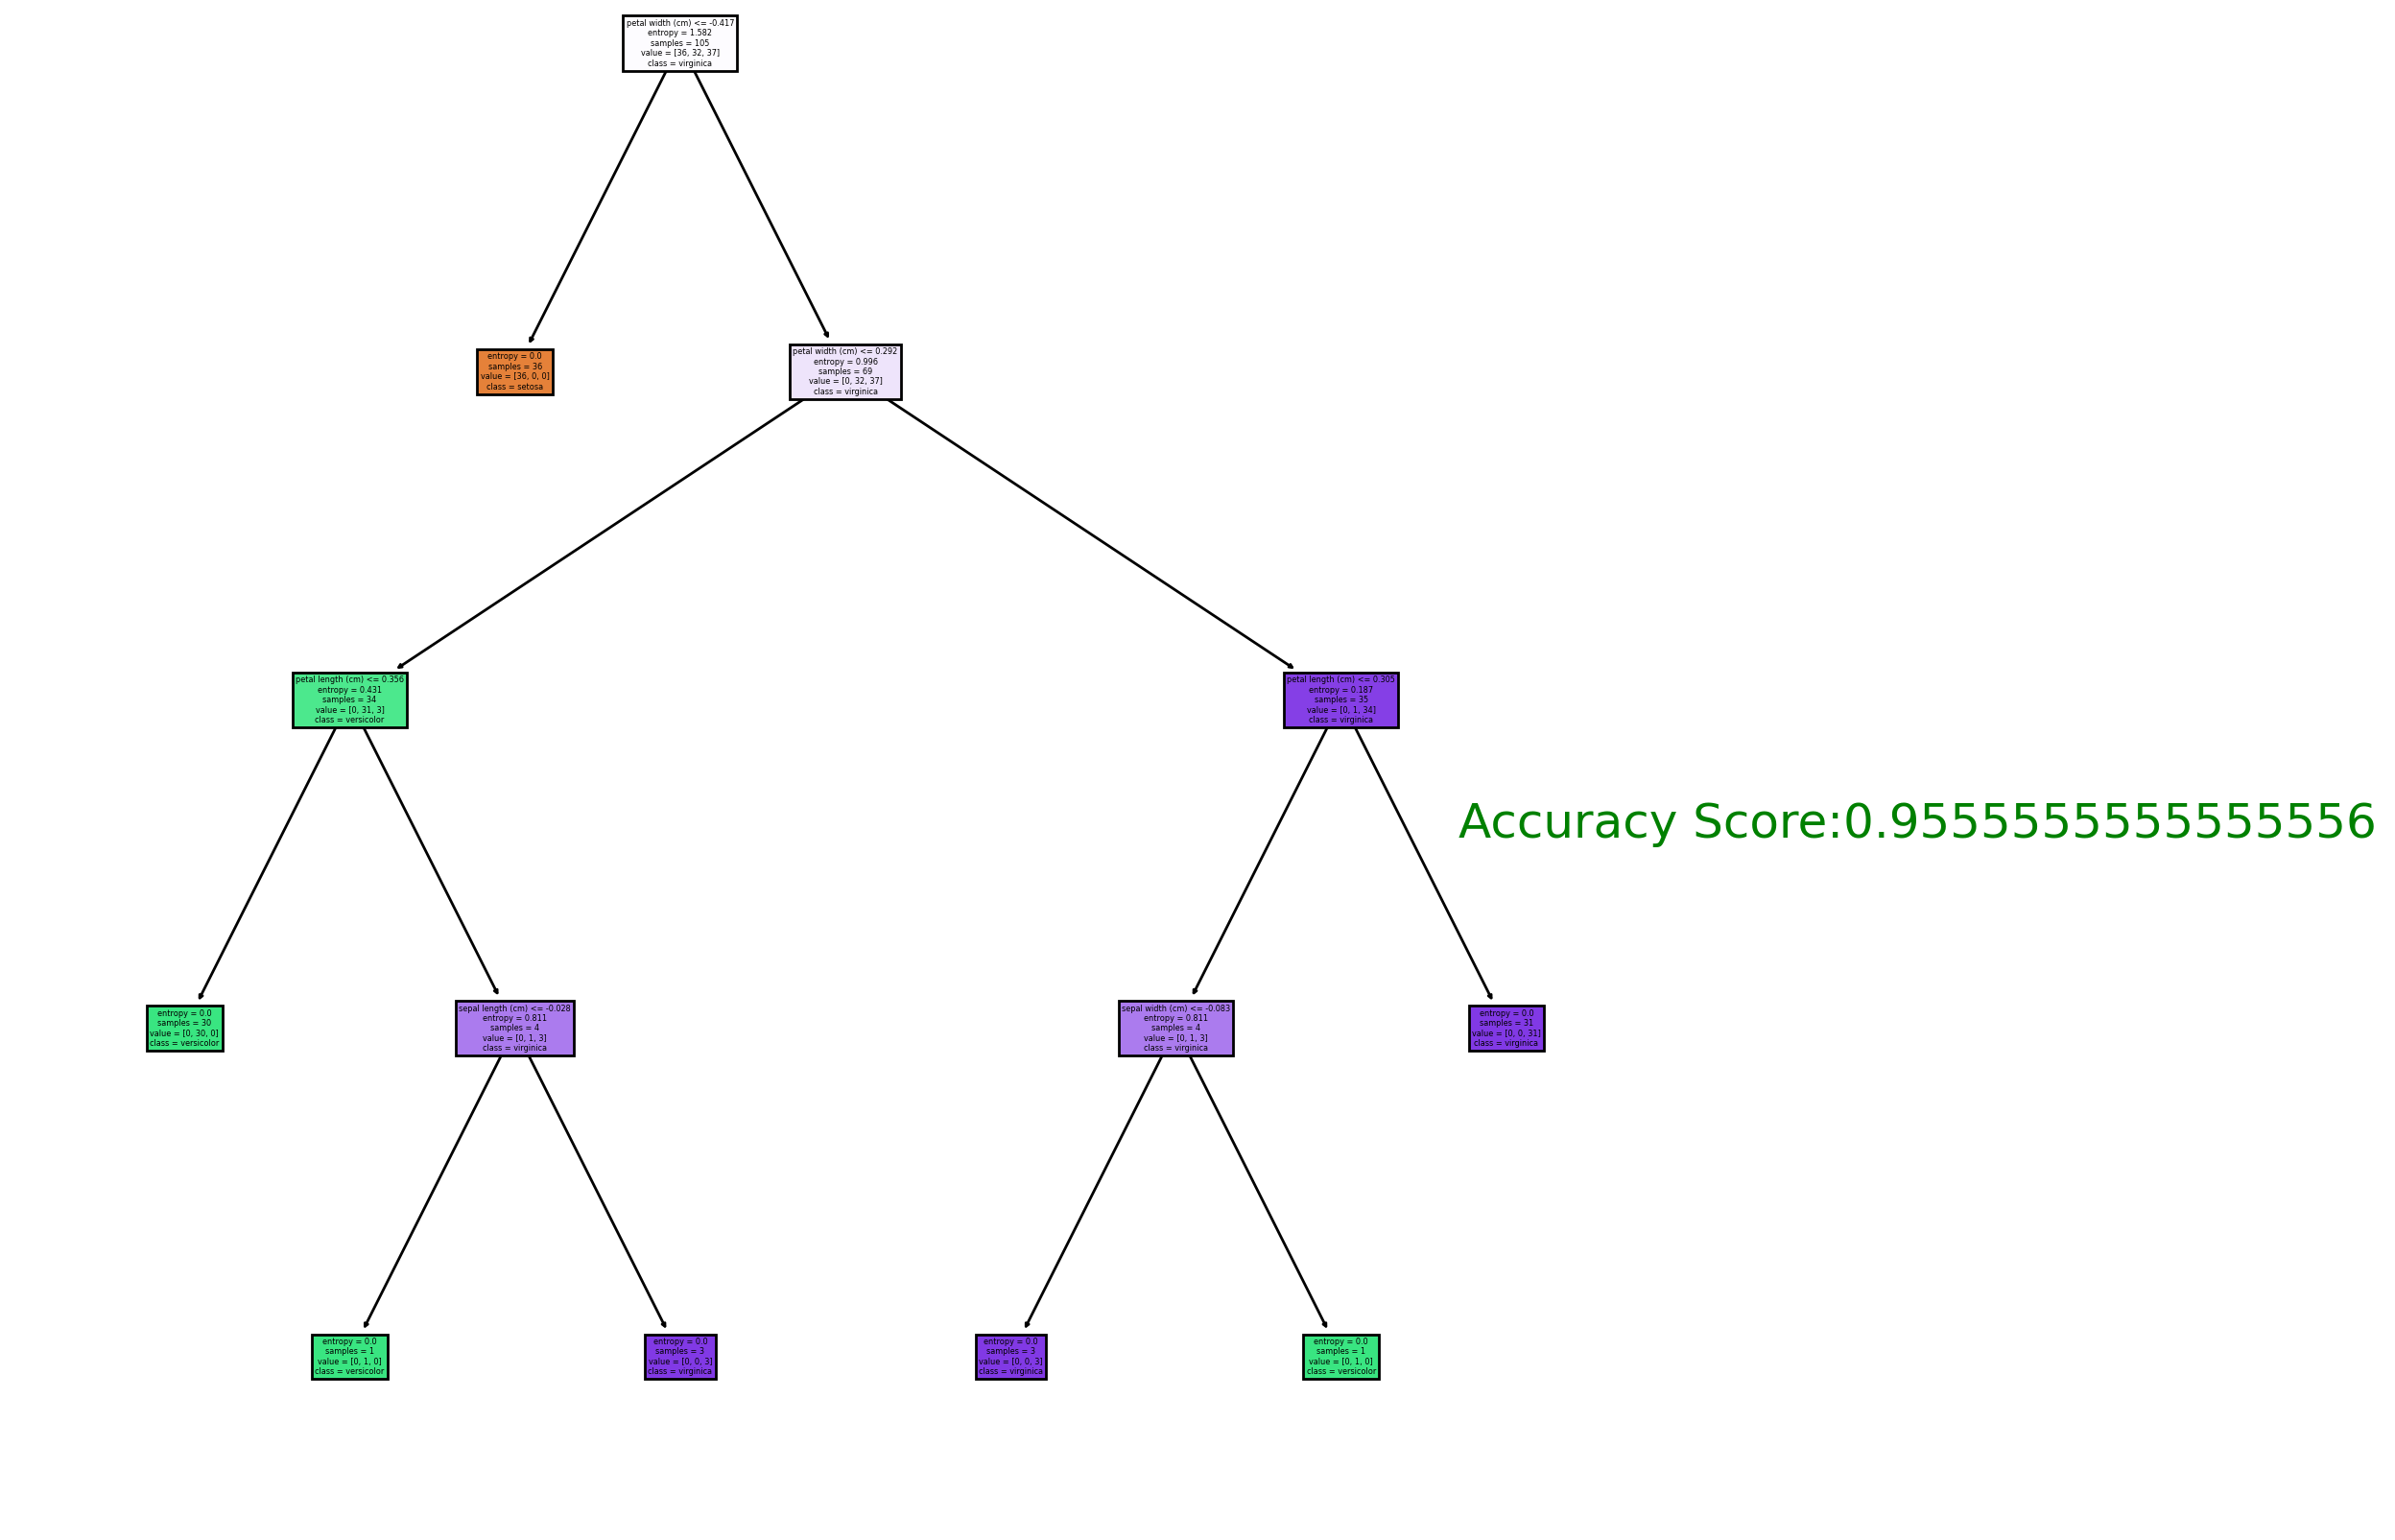 petal width (cm) <= -0.417
entropy = 1.582
samples = 105
value = [36, 32, 37]
class = virginica
entropy = 0.0
samples = 36
value = [36, 0, 0]
class = setosa
petal width (cm) <= 0.292
entropy = 0.996
samples = 69
value = [0, 32, 37]
class = virginica
petal length (cm) <= 0.356
entropy = 0.431
samples = 34
value = [0, 31, 3]
class = versicolor
petal length (cm) <= 0.305
entropy = 0.187
samples = 35
value = [0, 1, 34]
class = virginica
Accuracy Score:0.9555555555555556
entropy = 0.0
samples = 30
value = [0, 30, 0]
class = versicolor
sepal length (cm) <= -0.028
entropy = 0.811
samples = 4
value = [0, 1, 3]
class = virginica
sepal width (cm) <= -0.083
entropy = 0.811
samples = 4
value = [0, 1, 3]
class = virginica
entropy = 0.0
samples = 31
value = [0, 0, 31]
class = virginica
entropy = 0.0
samples = 1
value = [0, 1, 0]
class = versicolor
entropy = 0.0
samples = 3
value = [0, 0, 3]
class = virginica
entropy = 0.0
samples = 3
value = [0, 0, 3]
class = virginica
entropy = 0.0
samples = 1
value = [0, 1, 0]
class = versicolor